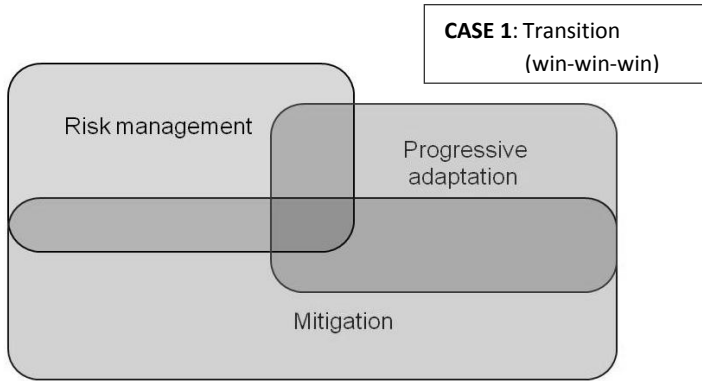 CASE 1: Transition
(win-win-win)
Risk management
Progressive
adaptation
Mitigation